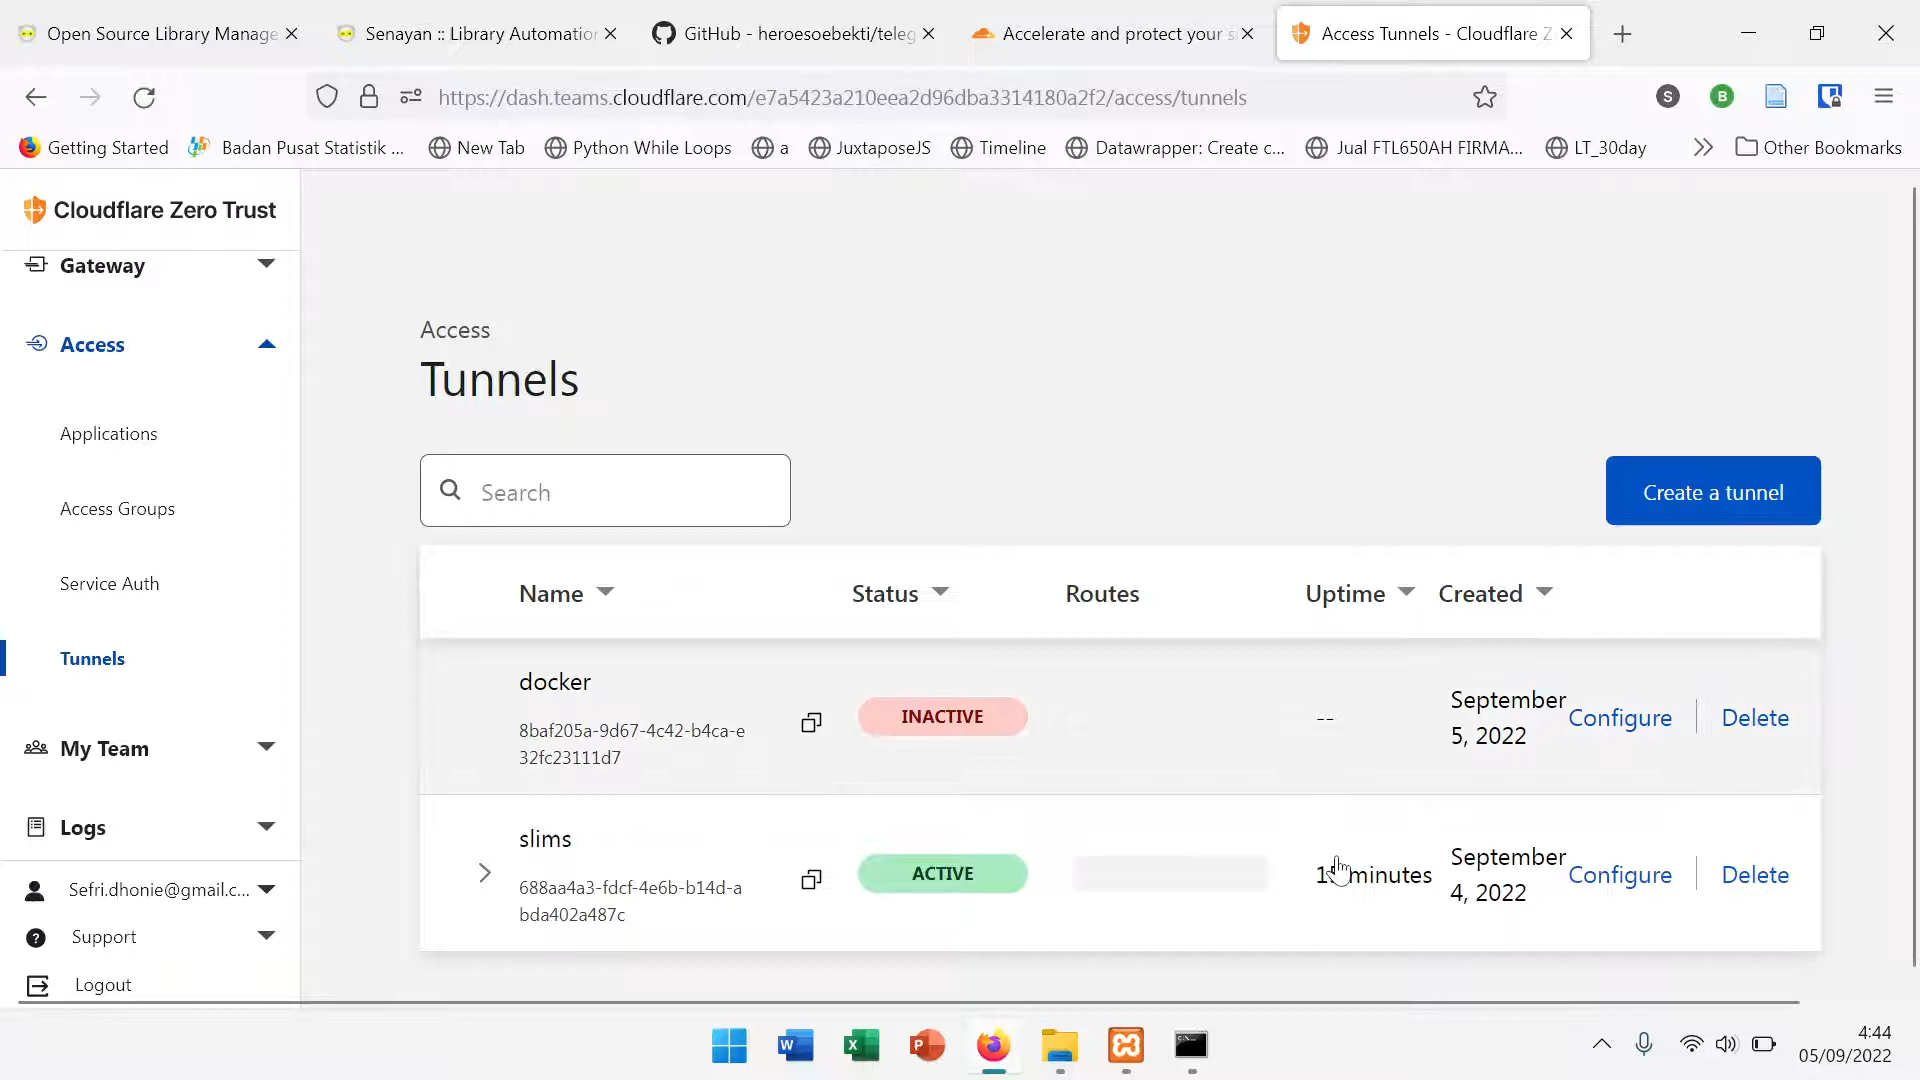 Open Source Library Manage
Senayan :: Library Automation
GitHub - heroesoebekti/teleg
Accelerate and protect your s
Access Tunnels - Cloudflare Z
https://dash.teams.cloudflare.com/e7a5423a210eea2d96dba3314180a2f2/access/tunnels
S
B
Getting Started
Badan Pusat Statistik ...
New Tab
Python While Loops
a
JuxtaposeJS
Timeline
Datawrapper: Create c...
Jual FTL650AH FIRMA...
LT_30day
Other Bookmarks
Cloudflare Zero Trust
Gateway
Access
Applications
Access Groups
Service Auth
Tunnels
My Team
Logs
Sefri.dhonie@gmail.c...
Support
Logout
Access
Tunnels
Search
Create a tunnel
Name
Status
Routes
Uptime
Created
docker
8baf205a-9d67-4c42-b4ca-e
32fc23111d7
INACTIVE
--
September
5, 2022
Configure
Delete
slims
688aa4a3-fdcf-4e6b-b14d-a
bda402a487c
ACTIVE
minutes
September
4, 2022
Configure
Delete
4:44
05/09/2022